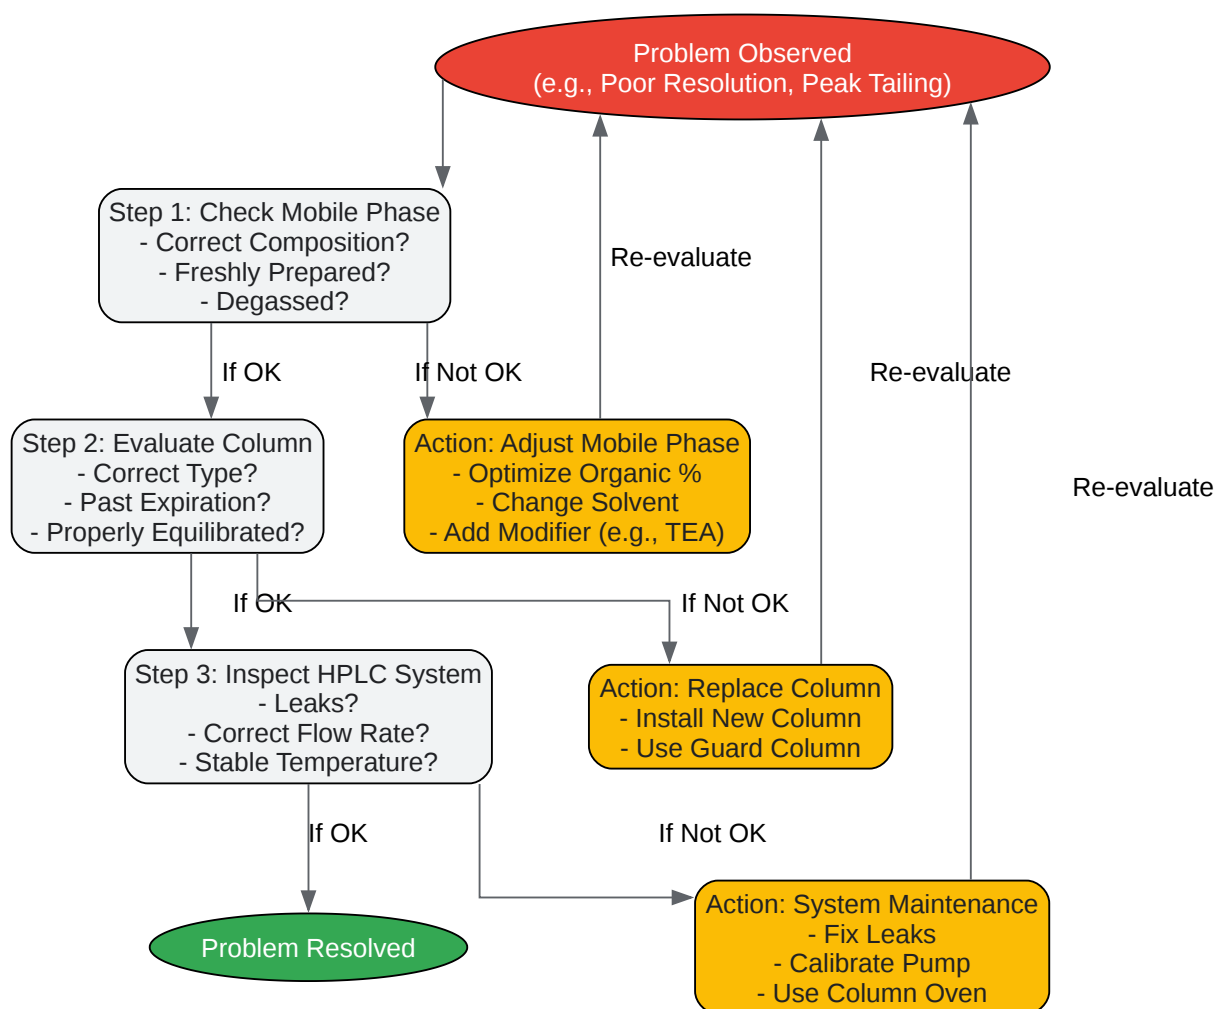 Problem Observed
(e.g., Poor Resolution, Peak Tailing)
Step 1: Check Mobile Phase
- Correct Composition?
- Freshly Prepared?
- Degassed?
Re-evaluate
If OK
If Not OK
Re-evaluate
Step 2: Evaluate Column
- Correct Type?
- Past Expiration?
- Properly Equilibrated?
Action: Adjust Mobile Phase
- Optimize Organic %
- Change Solvent
- Add Modifier (e.g., TEA)
Re-evaluate
If OK
If Not OK
Step 3: Inspect HPLC System
- Leaks?
- Correct Flow Rate?
- Stable Temperature?
Action: Replace Column
- Install New Column
- Use Guard Column
If OK
If Not OK
Problem Resolved
Action: System Maintenance
- Fix Leaks
- Calibrate Pump
- Use Column Oven